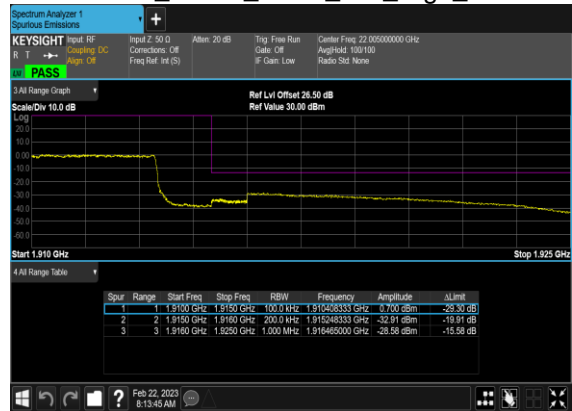 Spectrum Analyzer 1
Spurious Emissions
+
KEYSIGHT Input: RF
R T Coupling: DC
Align: Off
Input Z: 50 Ω
Corrections: Off
Freq Ref: Int (S)
Atten: 20 dB
Trig: Free Run
Gate: Off
IF Gain: Low
Center Freq: 22.005000000 GHz
Avg|Hold: 100/100
Radio Std: None
PASS
3 All Range Graph
Scale/Div 10.0 dB
Ref Lvl Offset 26.50 dB
Ref Value 30.00 dBm
Log
20.0
10.0
0.00
-10.0
-20.0
-30.0
-40.0
-50.0
-60.0
Start 1.910 GHz
Stop 1.925 GHz
4 All Range Table
Spur Range Start Freq Stop Freq RBW Frequency Amplitude ΔLimit
1 1 1.9100 GHz 1.9150 GHz 100.0 kHz 1.910408333 GHz 0.700 dBm -29.30 dB
2 2 1.9150 GHz 1.9160 GHz 200.0 kHz 1.915248333 GHz -32.91 dBm -19.91 dB
3 3 1.9160 GHz 1.9250 GHz 1.000 MHz 1.916465000 GHz -28.58 dBm -15.58 dB
?
Feb 22, 2023
8:13:45 AM